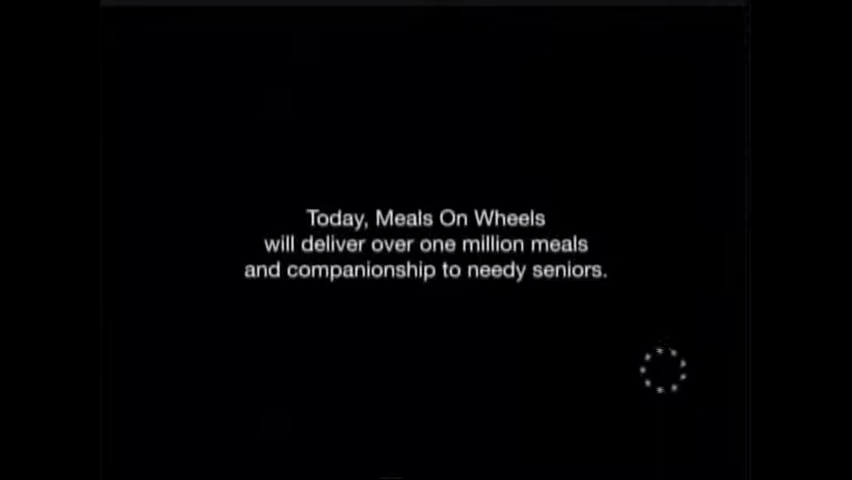 Today, Meals On Wheels
will deliver over one million meals
and companionship to needy seniors.